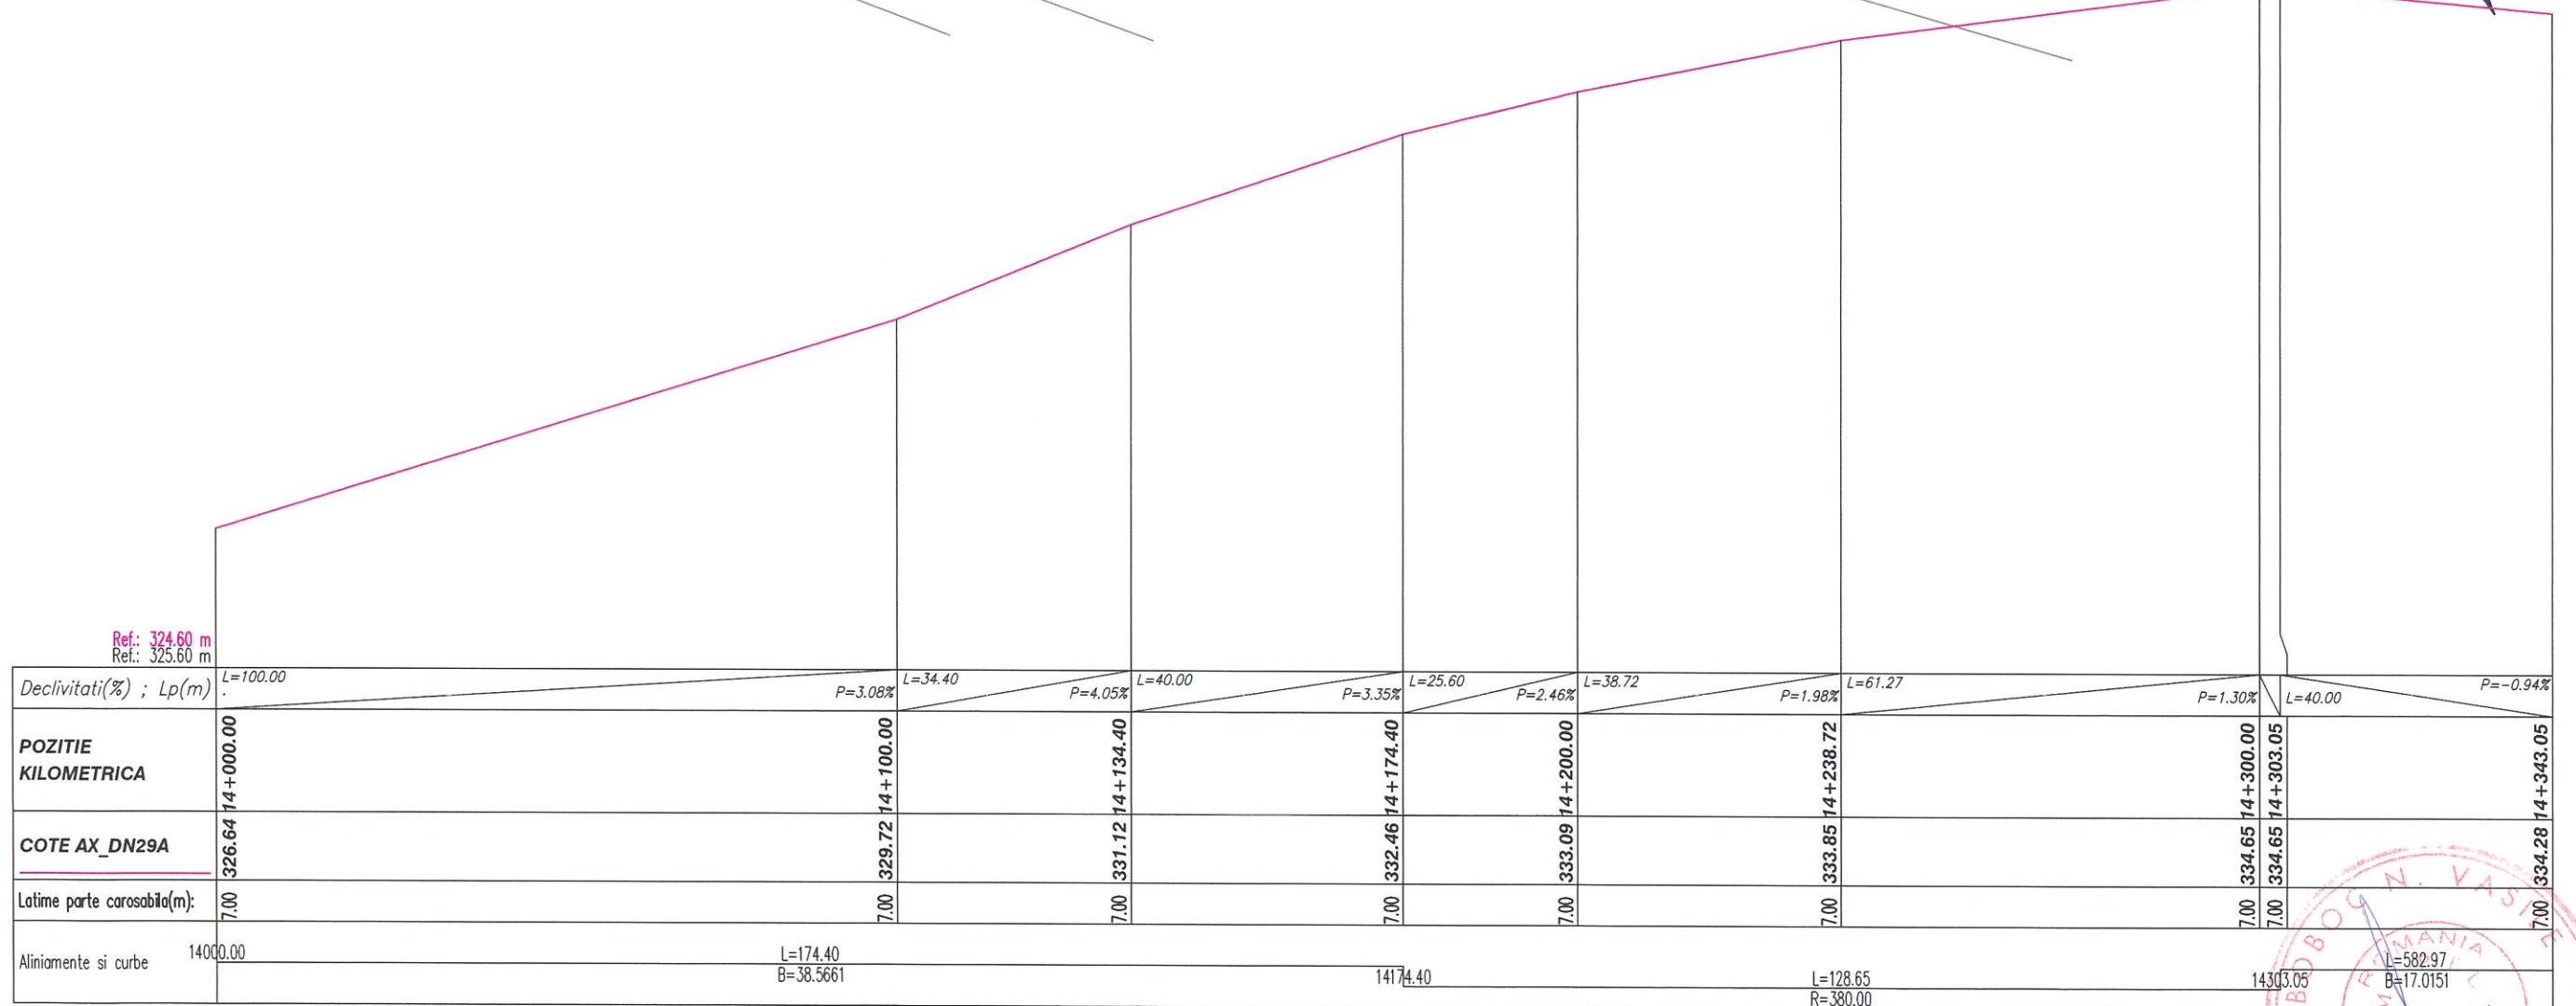 Ref.: 324.60 m
Ref.: 325.60 m
Declivitati(%) ; Lp(m)
L=100.00
P=3.08%
L=34.40
P=4.05%
L=40.00
P=3.35%
L=25.60
P=2.46%
L=38.72
P=1.98%
L=61.27
P=1.30%
L=40.00
P=-0.94%
POZITIE
KILOMETRICA
14+000.00
14+100.00
14+134.40
14+174.40
14+200.00
14+238.72
14+300.00
14+303.05
14+343.05
COTE AX_DN29A
326.64
329.72
331.12
332.46
333.09
333.85
334.65
334.65
334.28
Latime parte carosabila(m):
7.00
7.00
7.00
7.00
7.00
7.00
7.00
7.00
7.00
Aliniamente si curbe
14000.00
L=174.40
B=38.5661
14174.40
L=128.65
R=380.00
14303.05
L=582.97
B=17.0151
BOBOC N. VASILE
ROMANIA